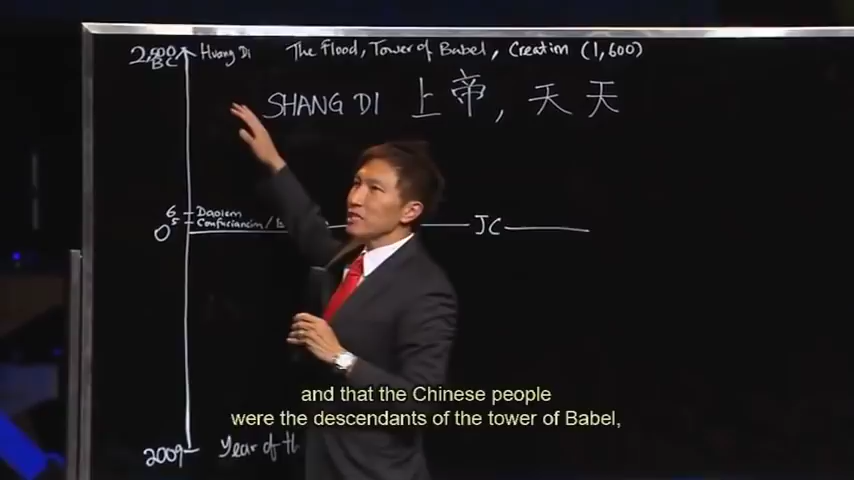 2,500 BC Huang Di The Flood, Tower of Babel, Creation (1,600)
SHANG DI 上帝, 天天
6 Daoism
5 Confucianism /
0 JC
and that the Chinese people
were the descendants of the tower of Babel,
2009 Year of